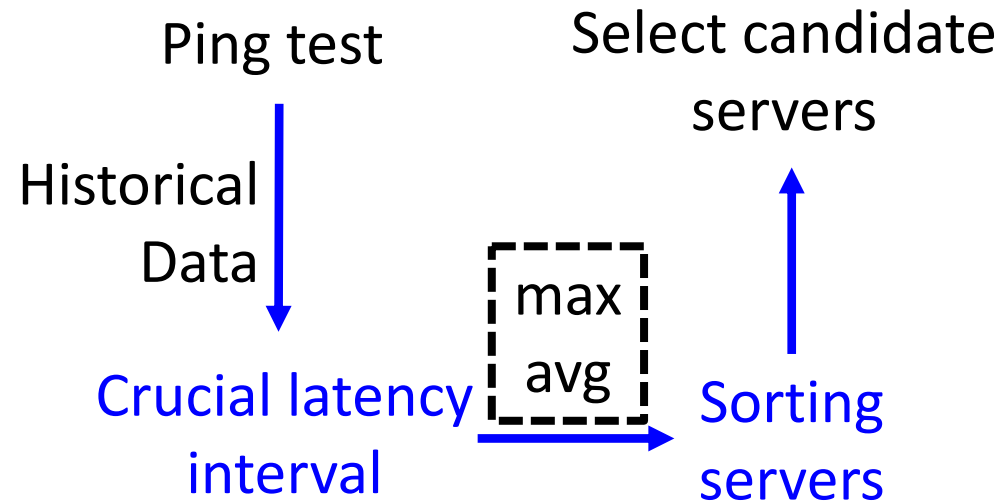 Ping test
Historical
Data
Crucial latency
interval
max
avg
Sorting
servers
Select candidate
servers